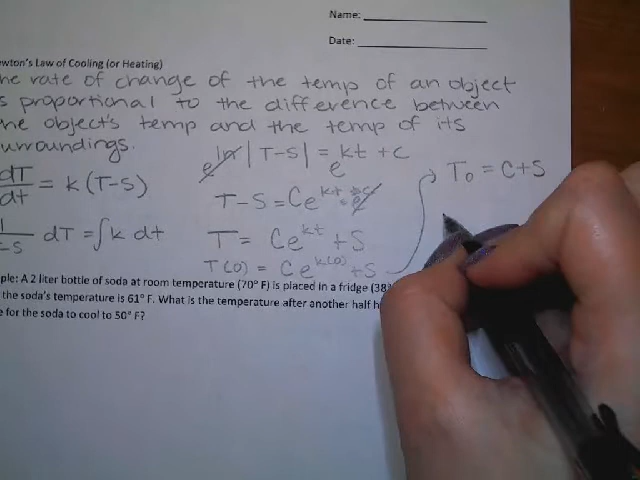 Name:
Date:
wton's Law of Cooling (or Heating)
he rate of change of the temp of an object
s proportional to the difference between
he object's temp and the temp of its
urroundings.
dT/dt = k(T-S)
dT = ∫k dt
e ln|T-S| = e kt+c
T-S = Ce^kt
T = Ce^kt + S
T(0) = Ce^k(0) + S
T₀ = C+S
ple: A 2 liter bottle of soda at room temperature (70° F) is placed in a fridge (38
the soda's temperature is 61° F. What is the temperature after another half h
e for the soda to cool to 50° F?